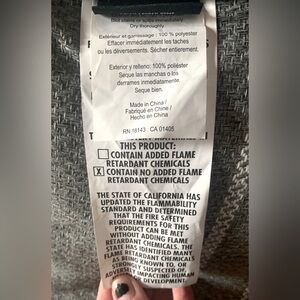 Dry thoroughly
Extérieur et garnissage : 100 % polyester
Effacer immédiatement les taches
ou les déversements. Sécher entièrement.
Exterior y relleno: 100% poliéster
Seque las manchas o los
derrames inmediatamente.
Seque bien.
Made in China /
Fabriqué en Chine /
Hecho en China
RN 16143 CA 01405
THIS PRODUCT:
CONTAIN ADDED FLAME
RETARDANT CHEMICALS
X CONTAIN NO ADDED FLAME
RETARDANT CHEMICALS
THE STATE OF CALIFORNIA HAS
UPDATED THE FLAMMABILITY
STANDARD AND DETERMINED
THAT THE FIRE SAFETY
REQUIREMENTS FOR THIS
PRODUCT CAN BE MET
WITHOUT ADDING FLAME
RETARDANT CHEMICALS. THE
STATE HAS IDENTIFIED MANY
FLAME RETARDANT CHEMICALS
AS BEING KNOWN TO, OR
STRONGLY SUSPECTED OF,
ADVERSELY IMPACTING HUMAN
DEVELOPMENT.